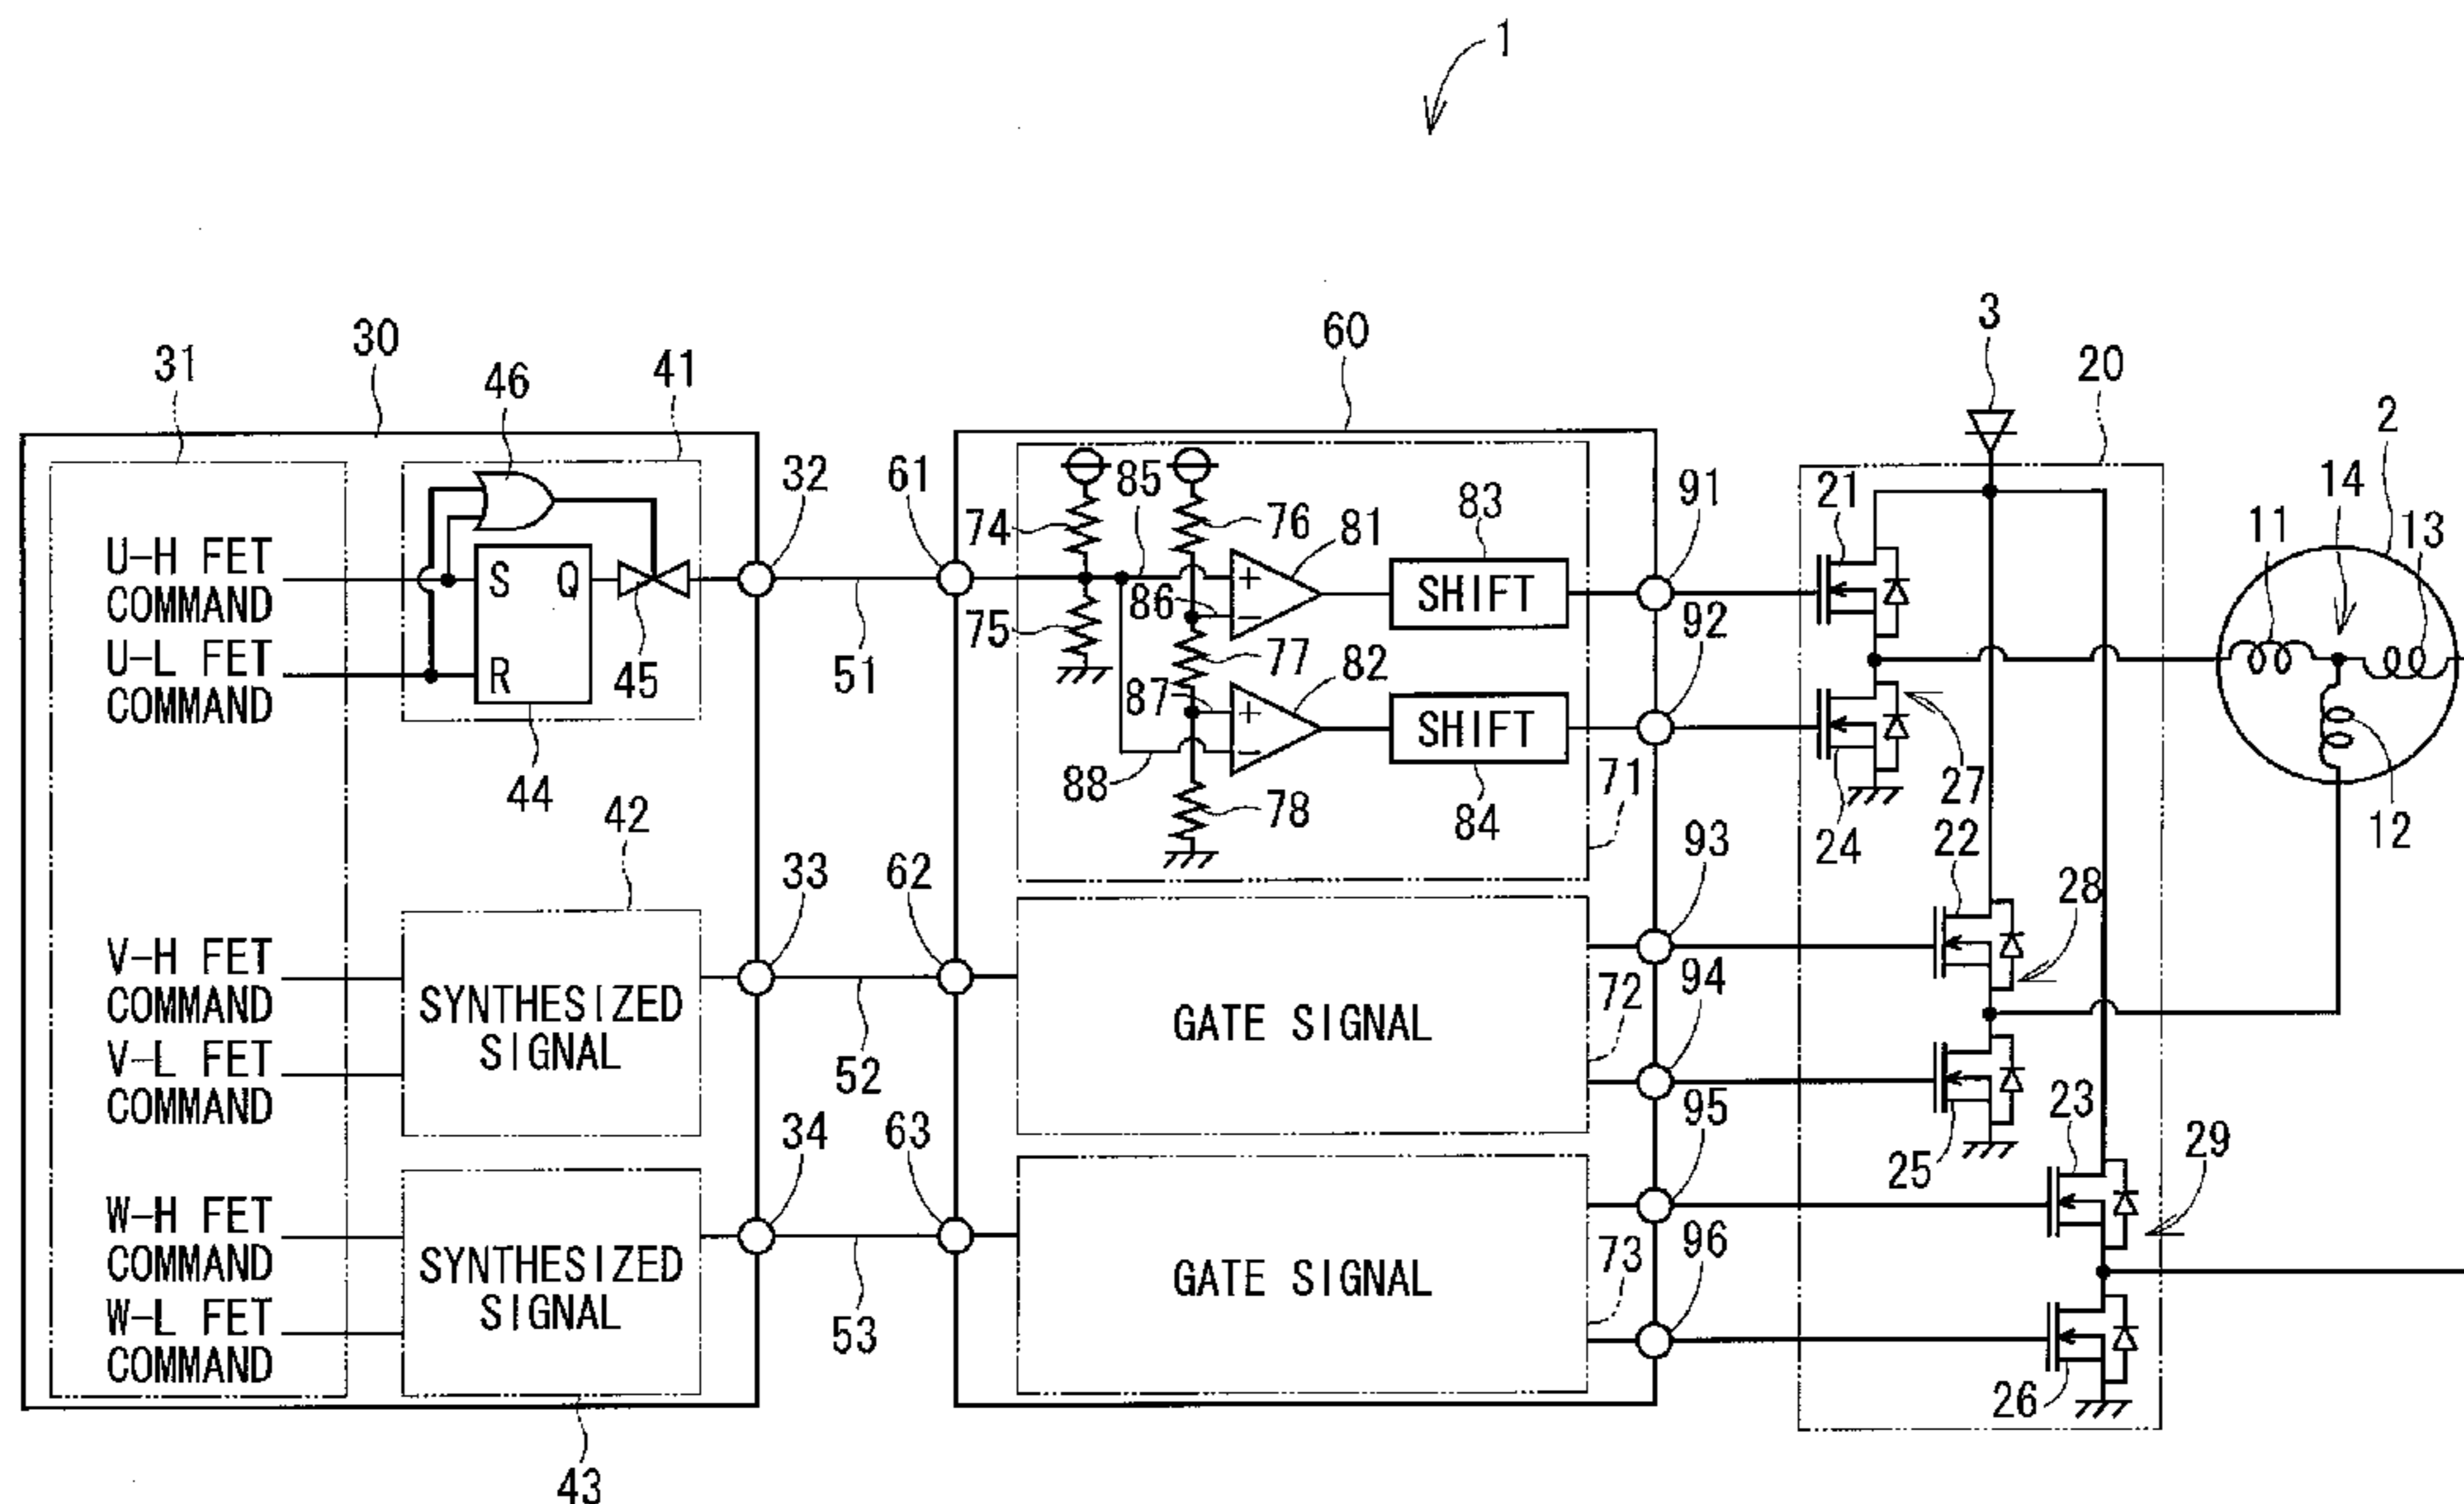 1
3
60
30
20
31
46
41
2
32
61
85
91
21
14
74
76
81
83
11
13
U-H FET
COMMAND
S
Q
+
SHIFT
86
−
92
75
U-L FET
COMMAND
R
45
51
77
82
87
+
SHIFT
−
88
27
44
78
84
71
24
12
42
33
62
93
22
28
V-H FET
COMMAND
SYNTHESIZED
SIGNAL
GATE SIGNAL
72
94
V-L FET
COMMAND
52
95
25
23
34
63
29
W-H FET
COMMAND
SYNTHESIZED
SIGNAL
GATE SIGNAL
73
96
W-L FET
COMMAND
53
26
43